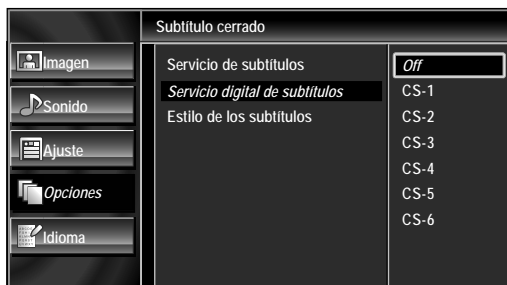 Subtítulo cerrado
Imagen
Sonido
Ajuste
Opciones
Idioma
Servicio de subtítulos
Servicio digital de subtítulos
Estilo de los subtítulos
Off
CS-1
CS-2
CS-3
CS-4
CS-5
CS-6